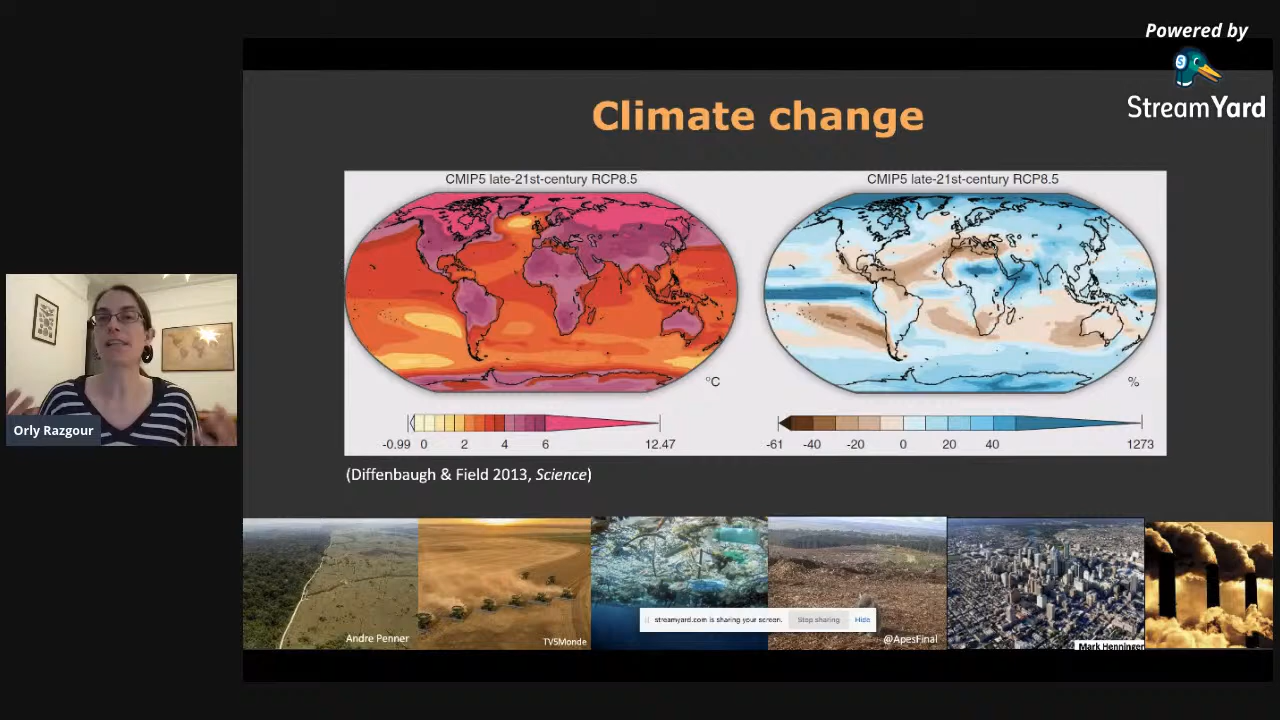 Powered by
StreamYard
Climate change
CMIP5 late-21st-century RCP8.5
CMIP5 late-21st-century RCP8.5
°C
%
-0.99 0 2 4 6 12.47
-61 -40 -20 0 20 40 1273
(Diffenbaugh & Field 2013, Science)
Orly Razgour
Andre Penner
TV5Monde
streamyard.com is sharing your screen. Stop sharing Hide
@ApesFinal
Mark Henninger